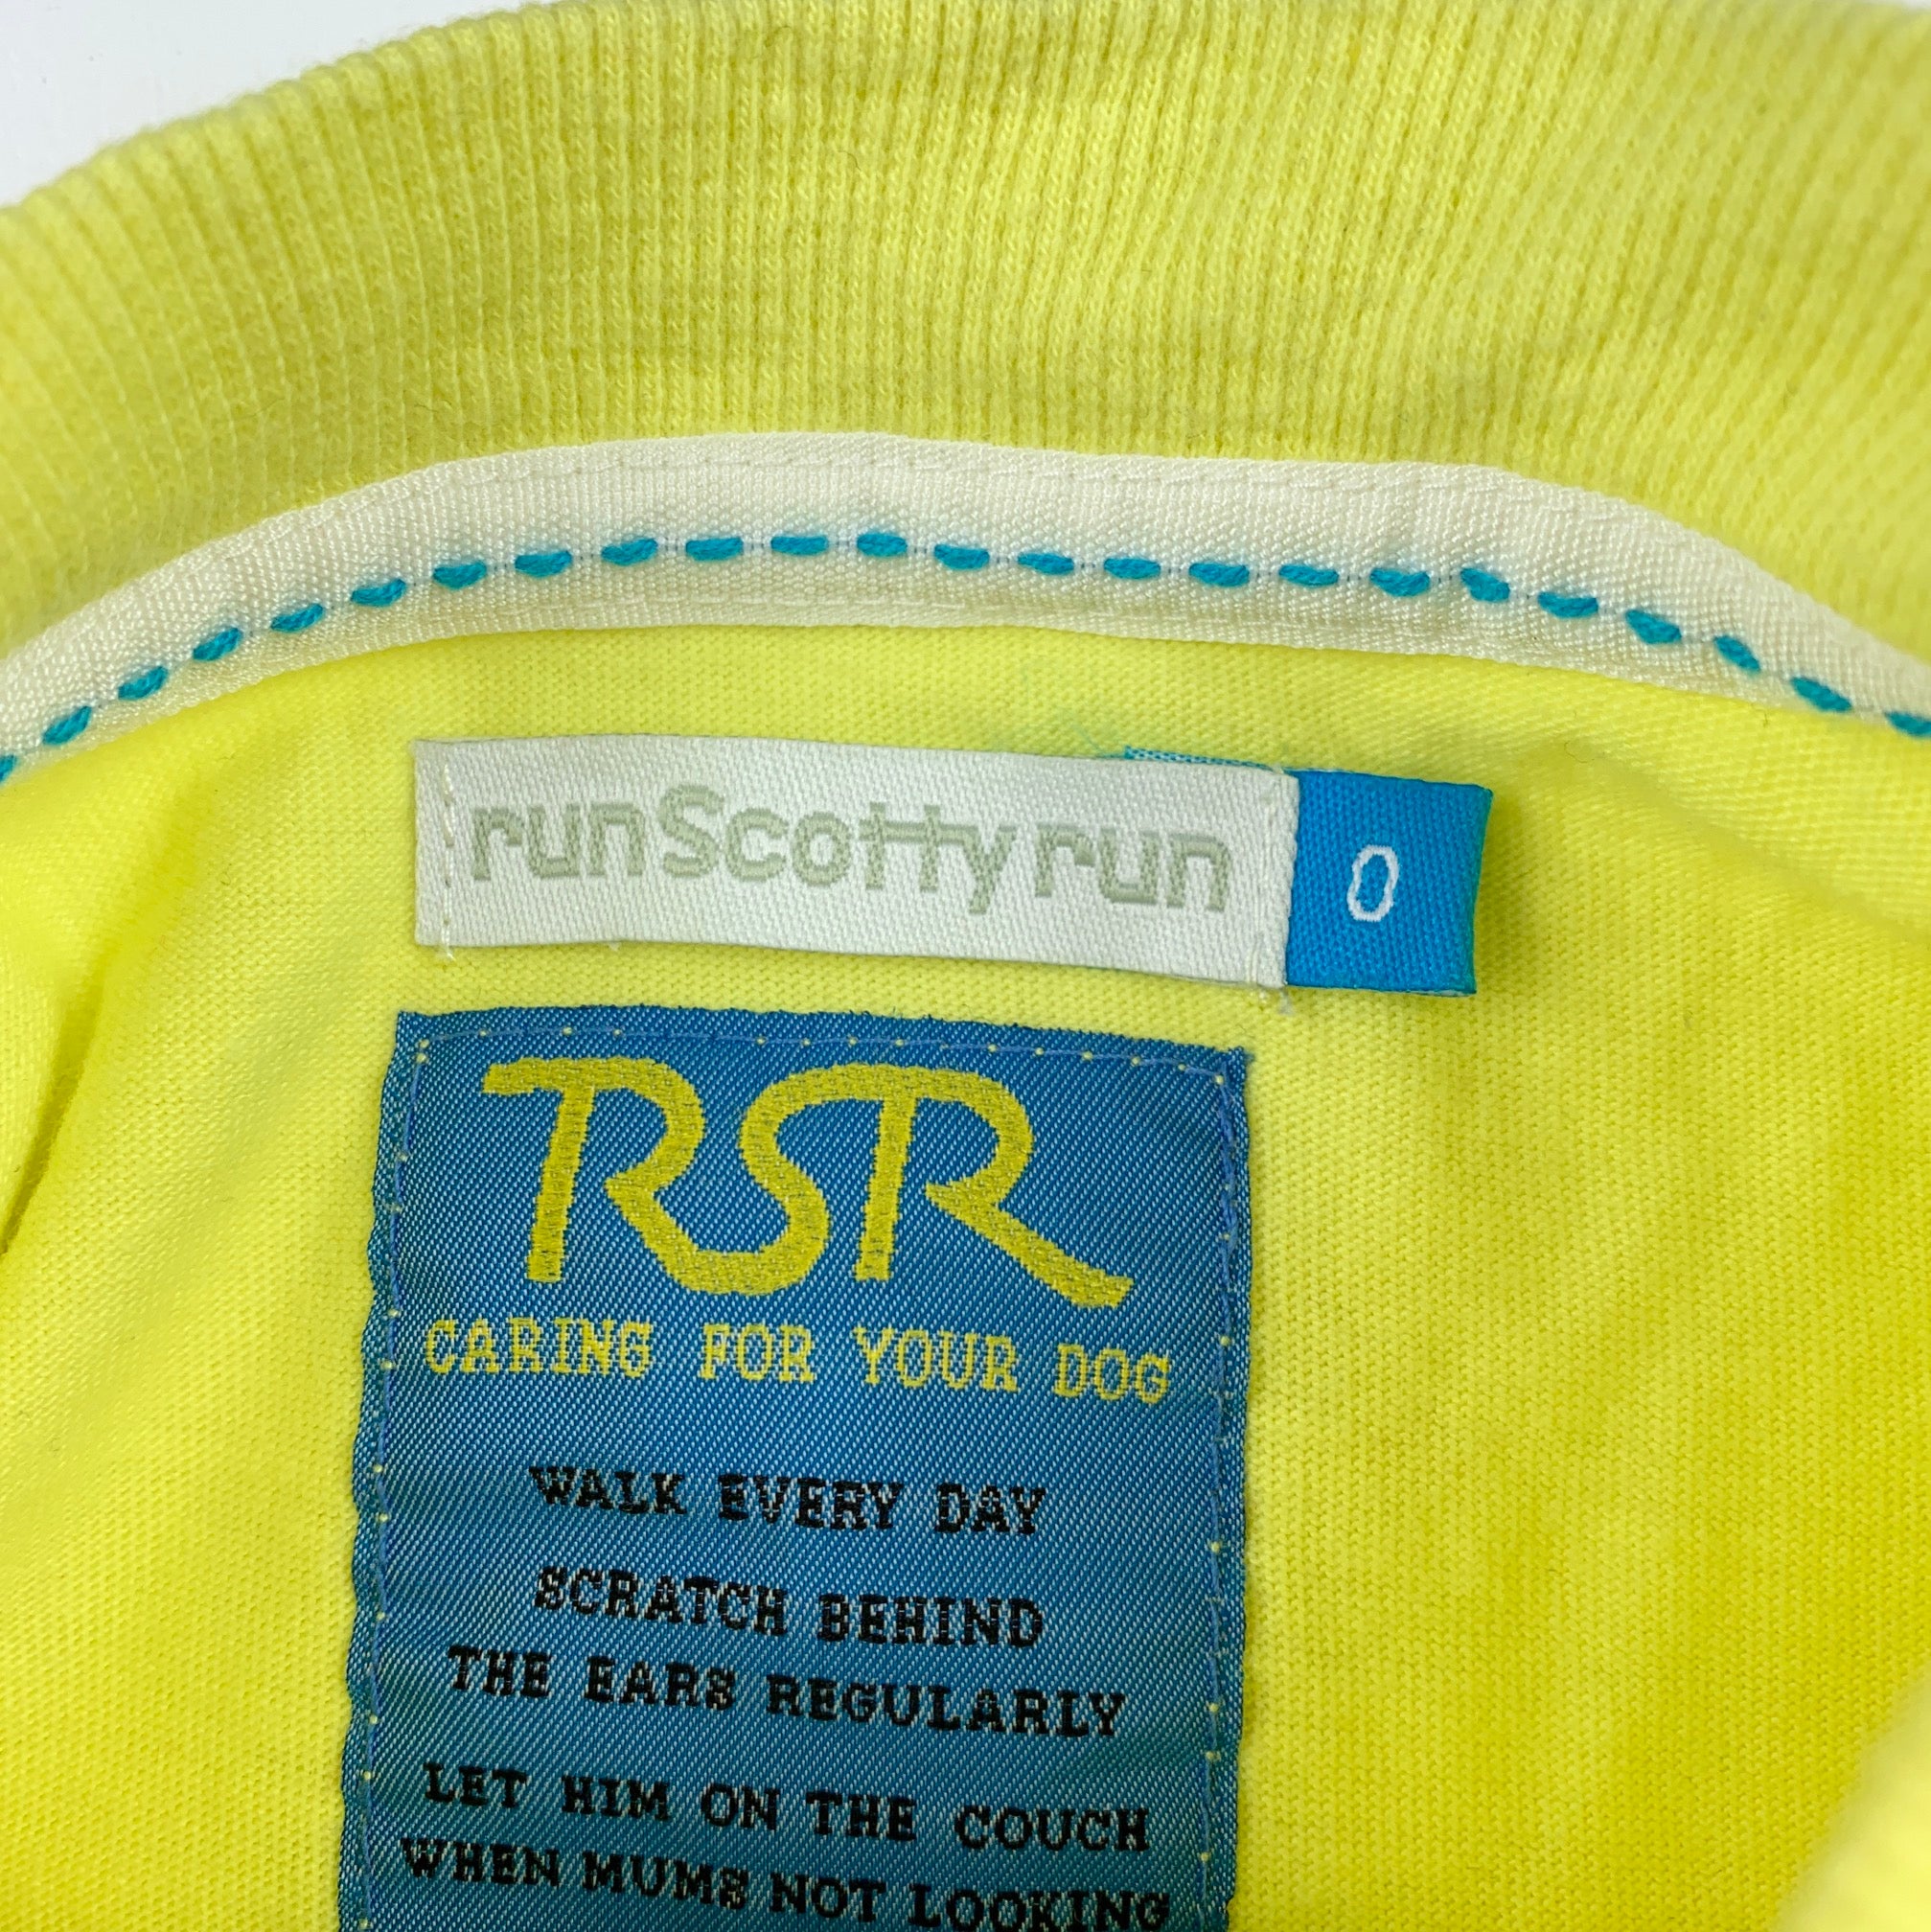 runScottyrun 0
RSR
CARING FOR YOUR DOG
WALK EVERY DAY
SCRATCH BEHIND
THE EARS REGULARLY
LET HIM ON THE COUCH
WHEN MUMS NOT LOOKING